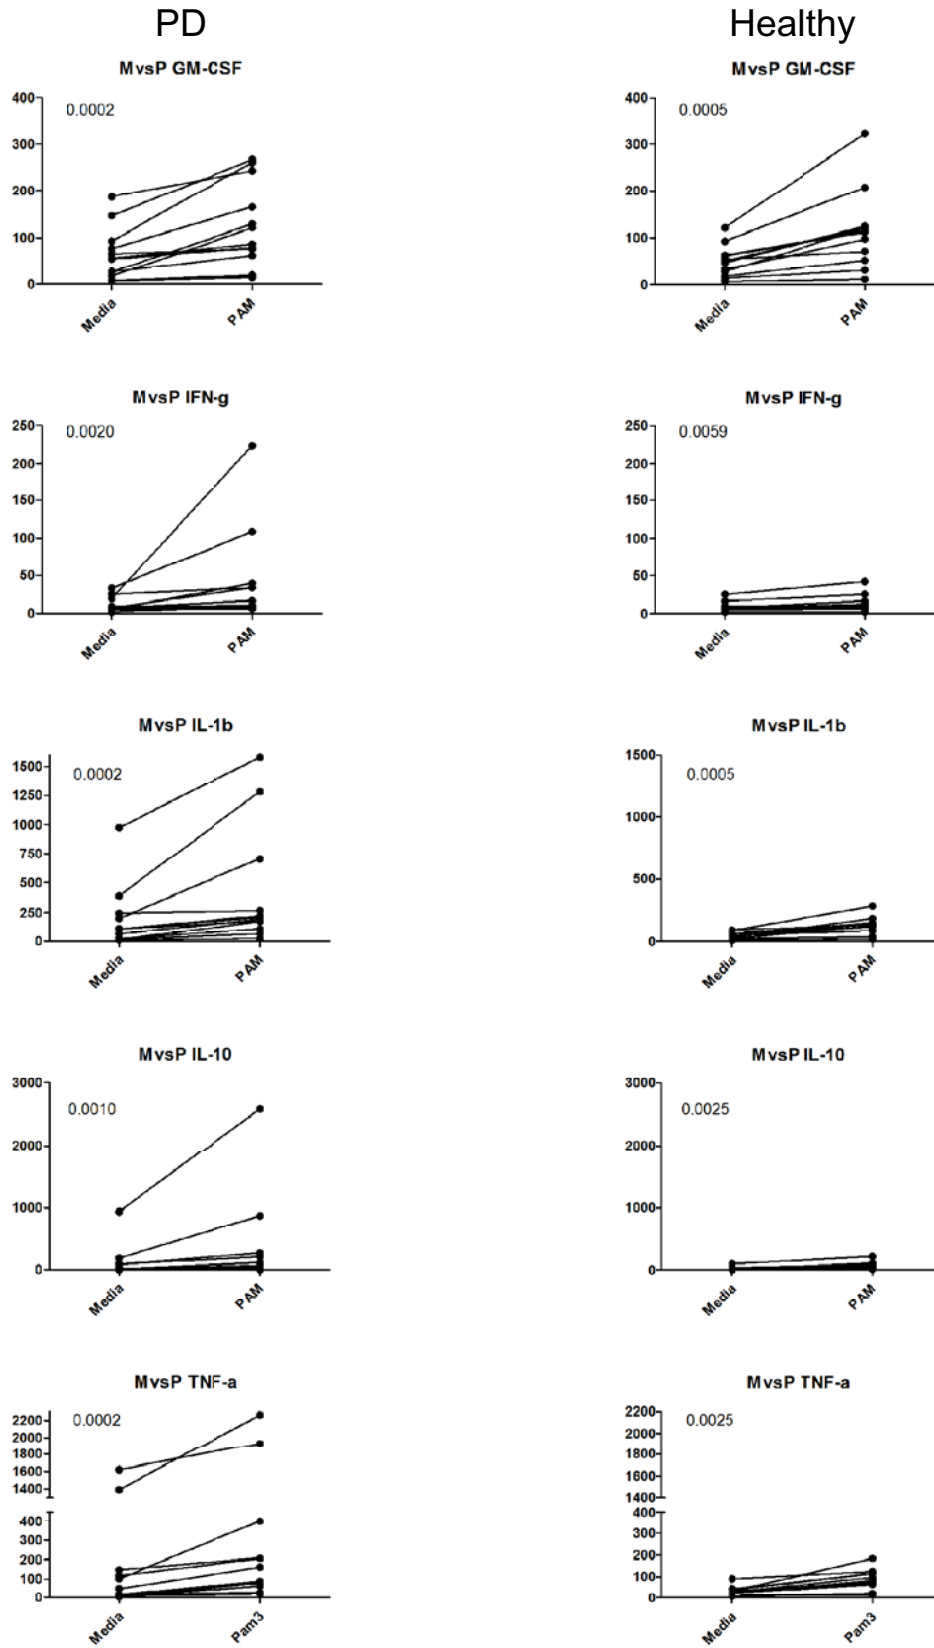 PD
Healthy
MvsP GM-CSF
0.0002
400
300
200
100
0
Media
PAM
MvsP GM-CSF
0.0005
400
300
200
100
0
Media
PAM
MvsP IFN-g
0.0020
250
200
150
100
50
0
Media
PAM
MvsP IFN-g
0.0059
250
200
150
100
50
0
Media
PAM
MvsP IL-1b
0.0002
1500
1250
1000
750
500
250
0
Media
PAM
MvsP IL-1b
0.0005
1500
1000
500
0
Media
PAM
MvsP IL-10
0.0010
3000
2000
1000
0
Media
PAM
MvsP IL-10
0.0025
3000
2000
1000
0
Media
PAM
MvsP TNF-a
0.0002
2200
2000
1800
1600
1400
400
300
200
100
0
Media
Pam3
MvsP TNF-a
0.0025
2200
2000
1800
1600
1400
400
300
200
100
0
Media
Pam3